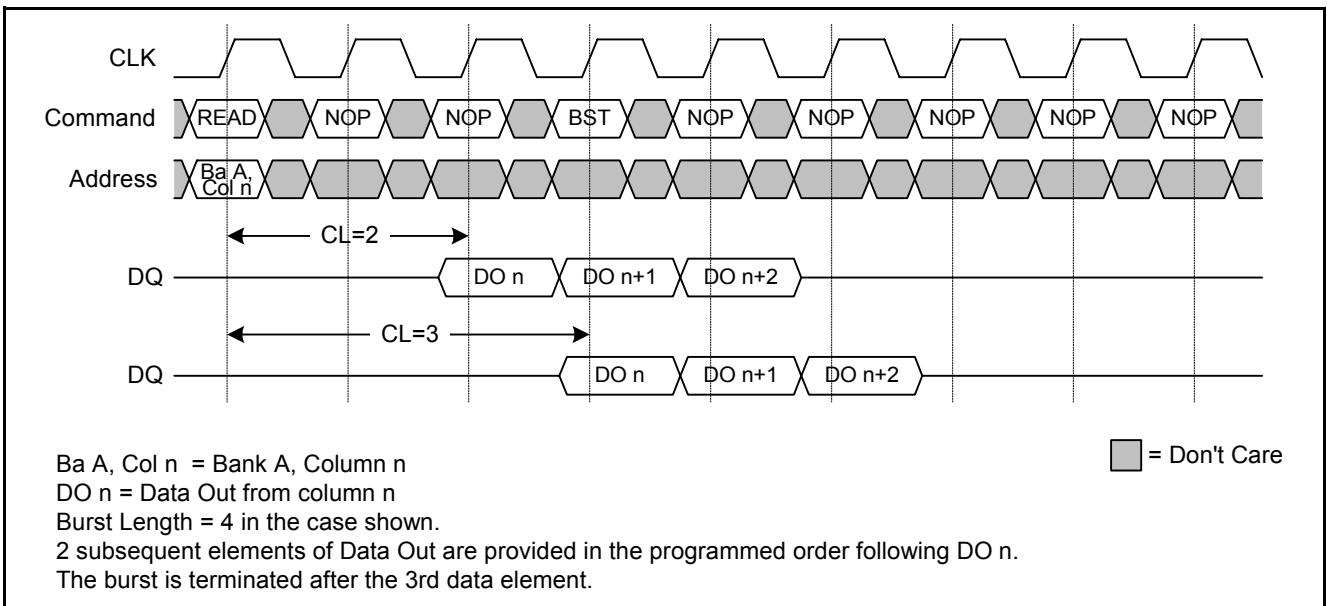 CLK
Command READ NOP NOP BST NOP NOP NOP NOP NOP
Address Ba A,
Col n
CL=2
DQ DO n DO n+1 DO n+2
CL=3
DQ DO n DO n+1 DO n+2
Ba A, Col n = Bank A, Column n
= Don't Care
DO n = Data Out from column n
Burst Length = 4 in the case shown.
2 subsequent elements of Data Out are provided in the programmed order following DO n.
The burst is terminated after the 3rd data element.